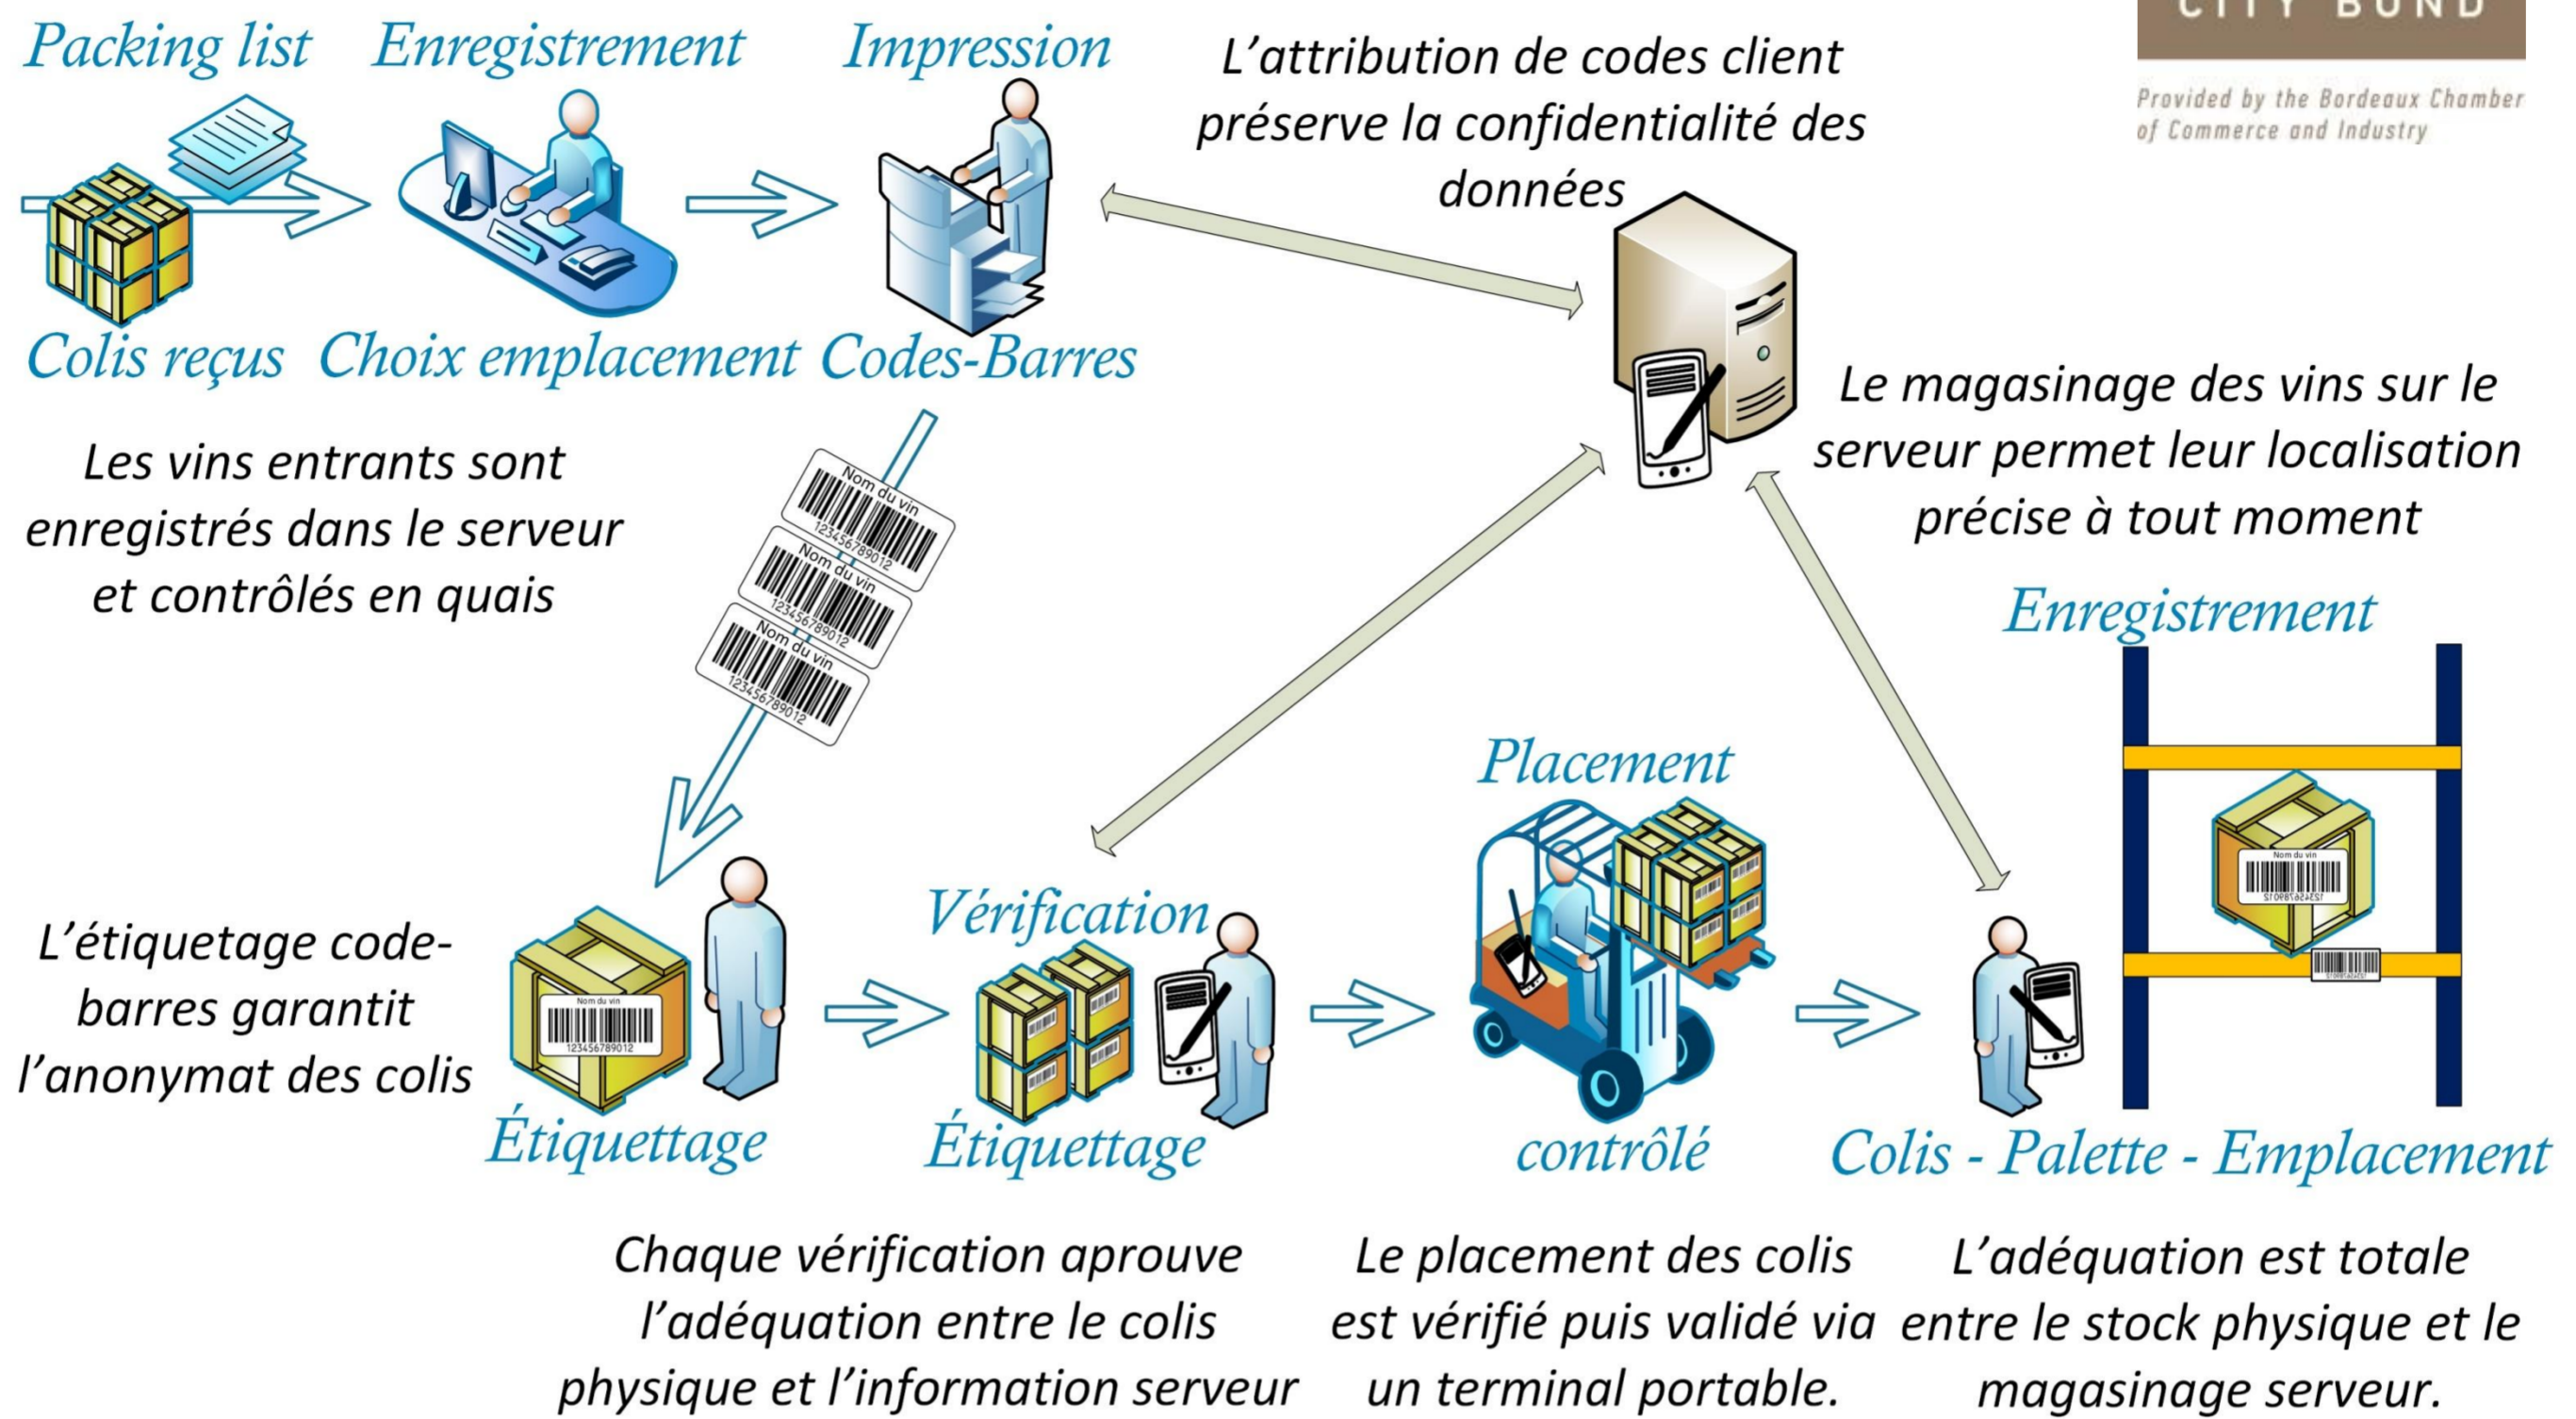 CITY BOND
Provided by the Bordeaux Chamber
of Commerce and Industry
Packing list
Enregistrement
Impression
Colis reçus
Choix emplacement
Codes-Barres
L'attribution de codes client
préserve la confidentialité des
données
Les vins entrants sont
enregistrés dans le serveur
et contrôlés en quais
Nom du vin
123456789012
Nom du vin
123456789012
Nom du vin
123456789012
Le magasinage des vins sur le
serveur permet leur localisation
précise à tout moment
Enregistrement
Nom du vin
123456789012
Colis - Palette - Emplacement
L'étiquetage code-
barres garantit
l'anonymat des colis
Nom du vin
123456789012
Étiquettage
Vérification
Étiquettage
Placement
contrôlé
Chaque vérification aprouve
l'adéquation entre le colis
physique et l'information serveur
Le placement des colis
est vérifié puis validé via
un terminal portable.
L'adéquation est totale
entre le stock physique et le
magasinage serveur.